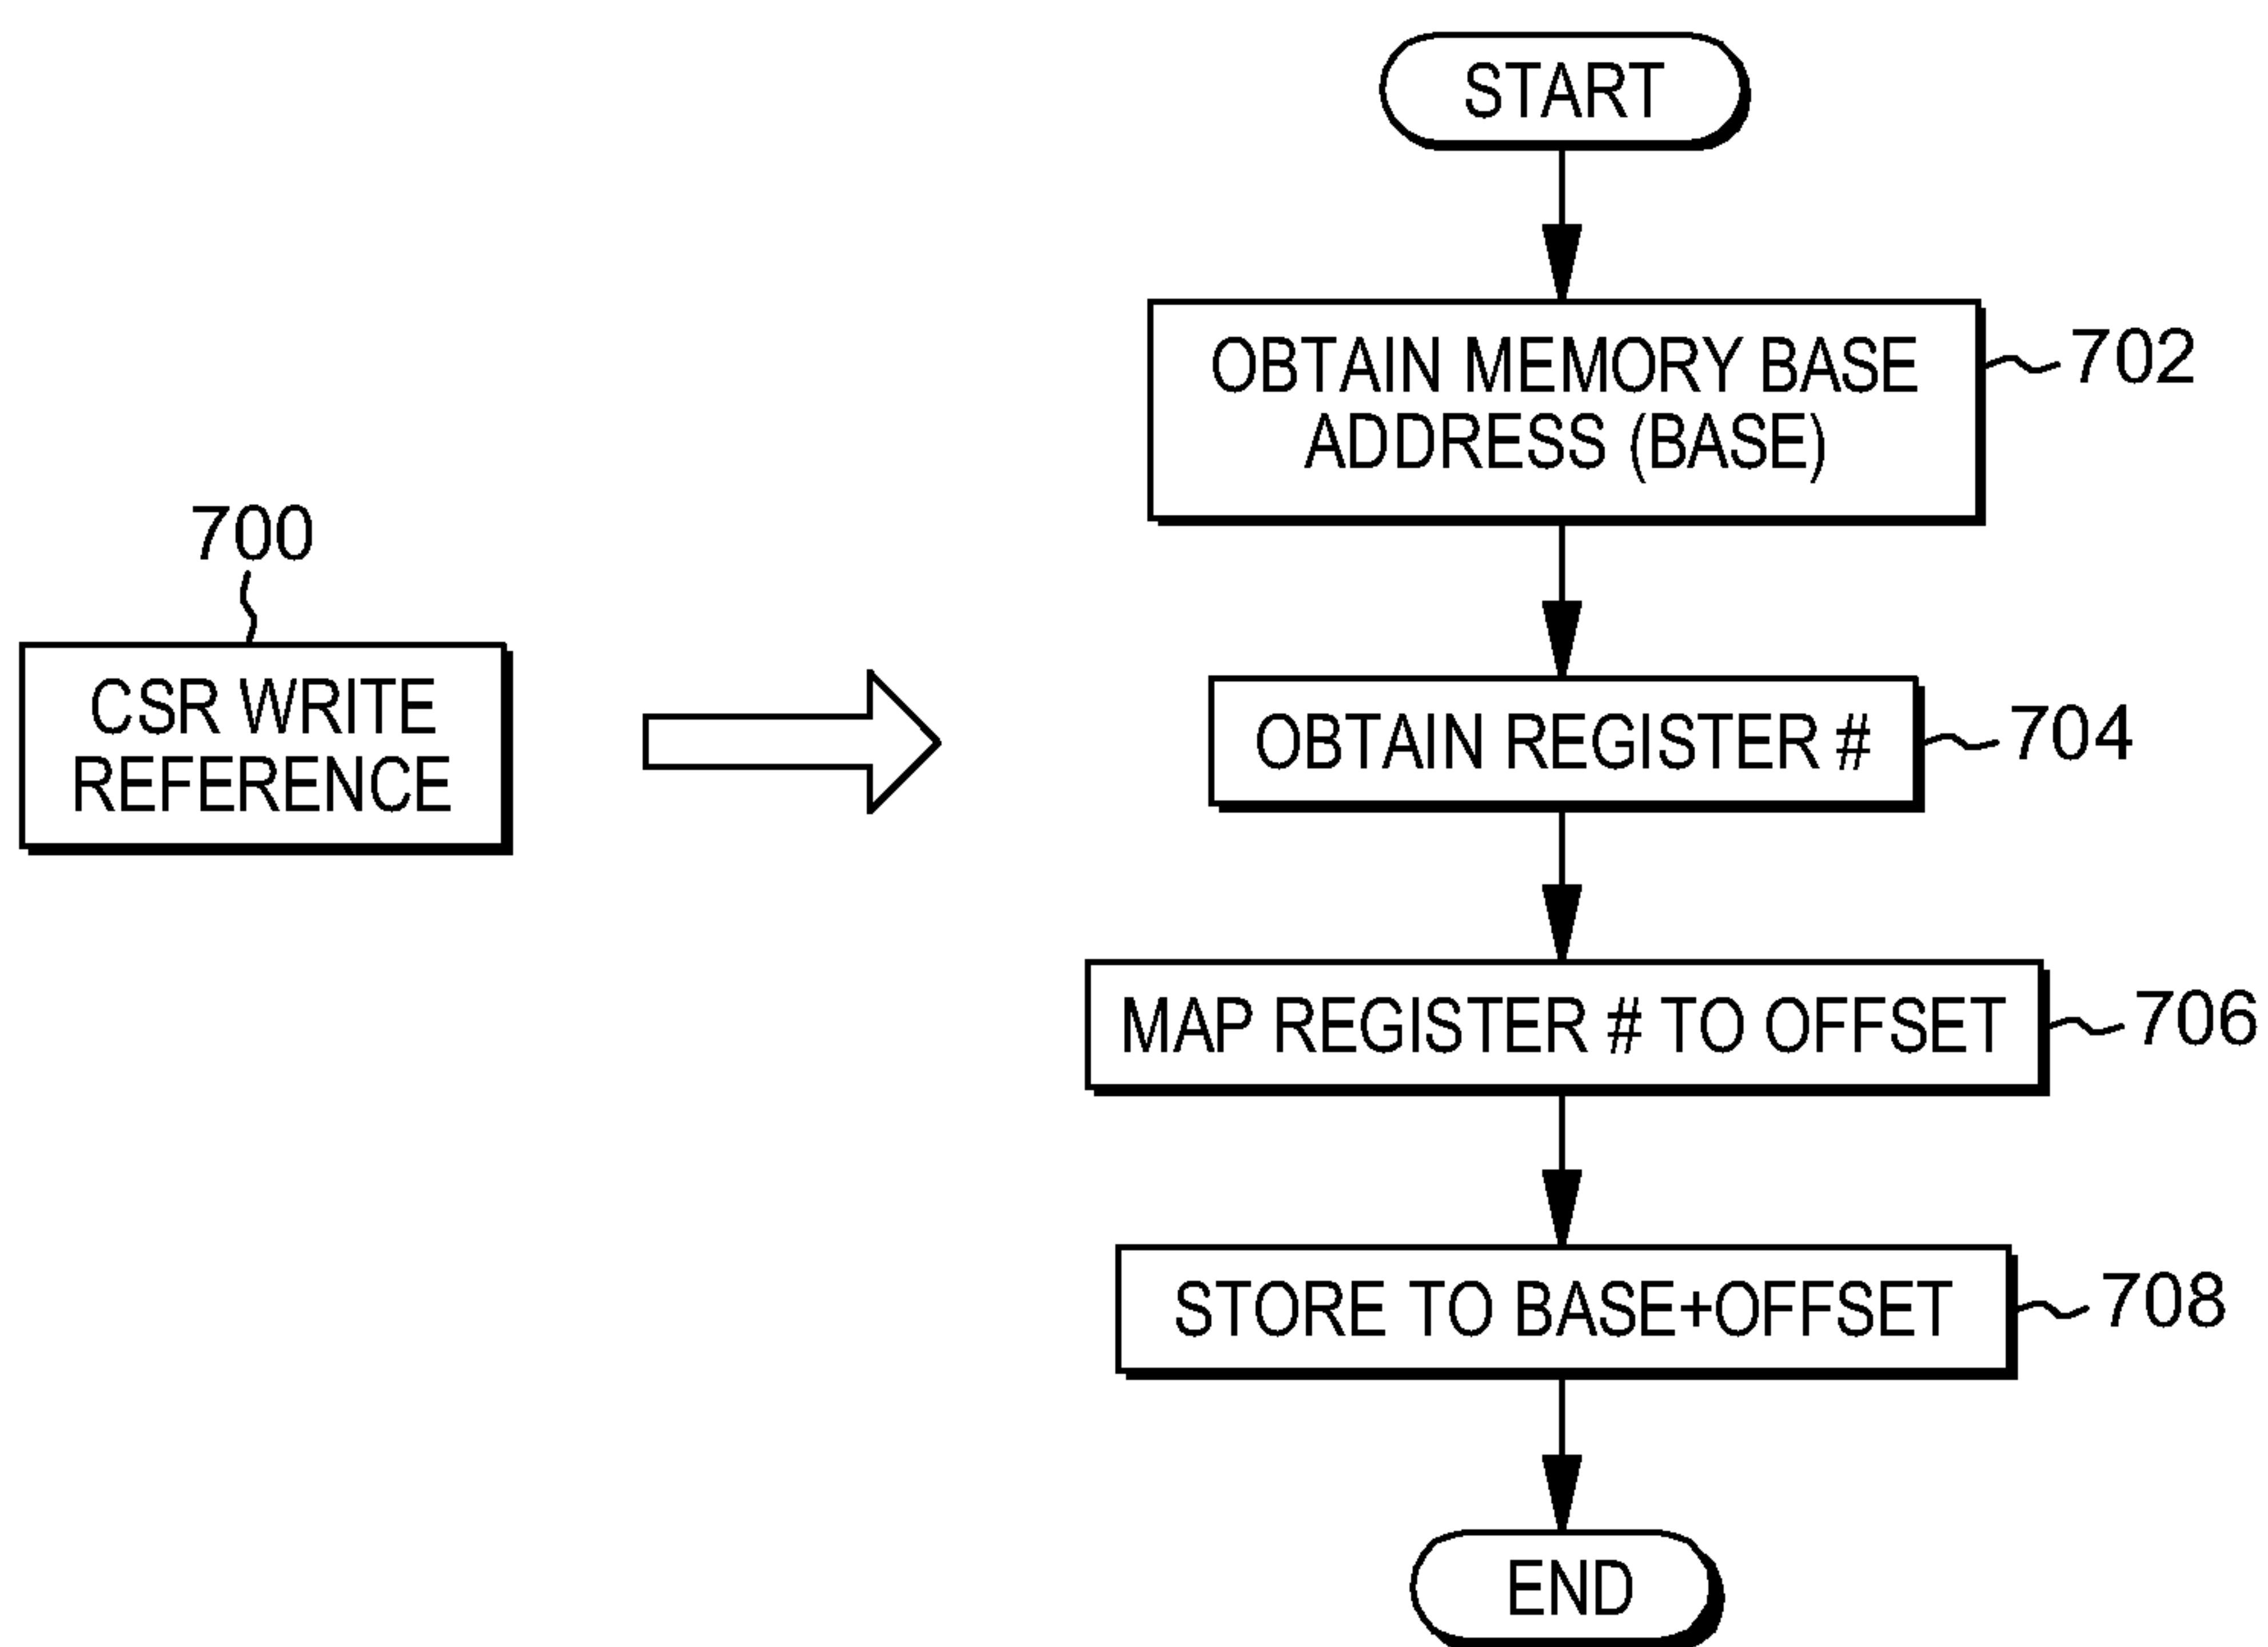 700
CSR WRITE
REFERENCE
START
OBTAIN MEMORY BASE
ADDRESS (BASE)
702
OBTAIN REGISTER #
704
MAP REGISTER # TO OFFSET
706
STORE TO BASE+OFFSET
708
END